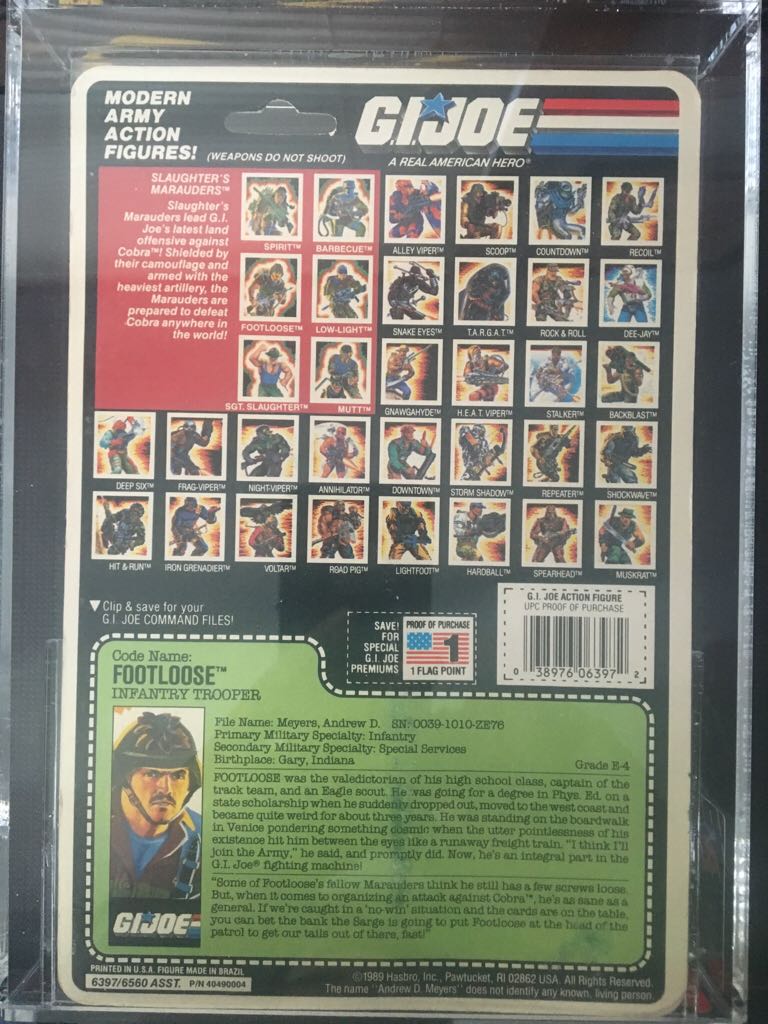 MODERN
ARMY
ACTION
FIGURES! (WEAPONS DO NOT SHOOT)
G.I. JOE
A REAL AMERICAN HERO®
SLAUGHTER'S
MARAUDERS™
Slaughter's
Marauders lead G.I.
Joe's latest land
offensive against
Cobra™! Shielded by
their camouflage and
armed with the
heaviest artillery, the
Marauders are
prepared to defeat
Cobra anywhere in
the world!
SPIRIT™ BARBECUE™ ALLEY VIPER™ SCOOP™ COUNTDOWN™ RECOIL™
FOOTLOOSE™ LOW-LIGHT™ SNAKE EYES™ T.A.R.G.A.T.™ ROCK & ROLL DEE-JAY™
SGT. SLAUGHTER™ MUTT™ GNAWGAHYDE™ H.E.A.T. VIPER™ STALKER™ BACKBLAST™
DEEP SIX™ FRAG-VIPER™ NIGHT-VIPER™ ANNIHILATOR™ DOWNTOWN™ STORM SHADOW™ REPEATER™ SHOCKWAVE™
HIT & RUN™ IRON GRENADIER™ VOLTAR™ ROAD PIG™ LIGHTFOOT™ HARDBALL™ SPEARHEAD™ MUSKRAT™
▼ Clip & save for your
G.I. JOE COMMAND FILES!
SAVE!
FOR
SPECIAL
G.I. JOE
PREMIUMS
PROOF OF PURCHASE
1
1 FLAG POINT
G.I. JOE ACTION FIGURE
UPC PROOF OF PURCHASE
0 38976 06397 2
Code Name:
FOOTLOOSE™
INFANTRY TROOPER
File Name: Meyers, Andrew D. SN: 0039-1010-ZE76
Primary Military Specialty: Infantry
Secondary Military Specialty: Special Services
Birthplace: Gary, Indiana Grade E-4
FOOTLOOSE was the valedictorian of his high school class, captain of the
track team, and an Eagle scout. He was going for a degree in Phys. Ed. on a
state scholarship when he suddenly dropped out, moved to the west coast and
became quite weird for about three years. He was standing on the boardwalk
in Venice pondering something cosmic when the utter pointlessness of his
existence hit him between the eyes like a runaway freight train. "I think I'll
join the Army," he said, and promptly did. Now, he's an integral part in the
G.I. Joe® fighting machine!
"Some of Footloose's fellow Marauders think he still has a few screws loose.
But, when it comes to organizing an attack against Cobra™, he's as sane as a
general. If we're caught in a 'no-win' situation and the cards are on the table,
you can bet the bank the Sarge is going to put Footloose at the head of the
patrol to get our tails out of there, fast!"
G.I. JOE
PRINTED IN U.S.A. FIGURE MADE IN BRAZIL
6397/6560 ASST. P/N 40490004
©1989 Hasbro, Inc., Pawtucket, RI 02862 USA. All Rights Reserved.
The name "Andrew D. Meyers" does not identify any known, living person.